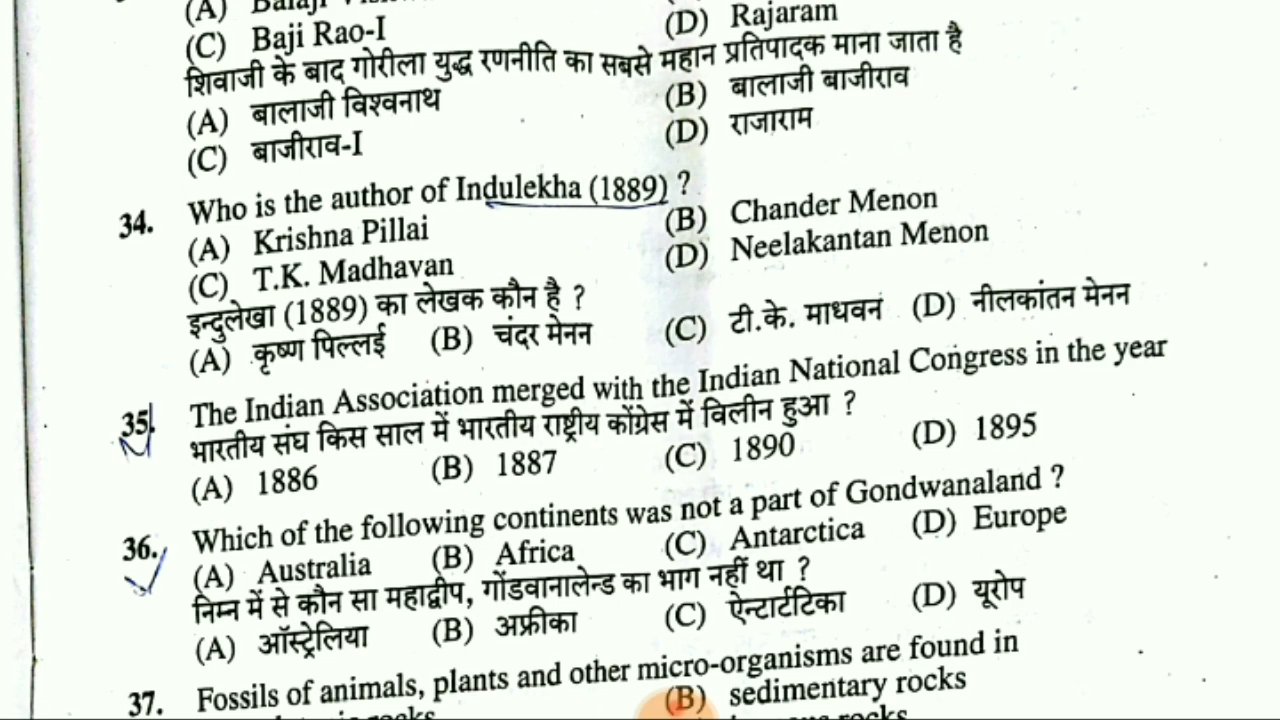 (A) Balaji
(C) Baji Rao-I (D) Rajaram
शिवाजी के बाद गोरीला युद्ध रणनीति का सबसे महान प्रतिपादक माना जाता है
(A) बालाजी विश्वनाथ (B) बालाजी बाजीराव
(C) बाजीराव-I (D) राजाराम
34. Who is the author of Indulekha (1889) ?
(A) Krishna Pillai (B) Chander Menon
(C) T.K. Madhavan (D) Neelakantan Menon
इन्दुलेखा (1889) का लेखक कौन है ?
(A) कृष्ण पिल्लई (B) चंदर मेनन (C) टी.के. माधवन (D) नीलकांतन मेनन
35. The Indian Association merged with the Indian National Congress in the year
भारतीय संघ किस साल में भारतीय राष्ट्रीय कोंग्रेस में विलीन हुआ ?
(A) 1886 (B) 1887 (C) 1890 (D) 1895
36. Which of the following continents was not a part of Gondwanaland ?
(A) Australia (B) Africa (C) Antarctica (D) Europe
निम्न में से कौन सा महाद्वीप, गोंडवानालेन्ड का भाग नहीं था ?
(A) ऑस्ट्रेलिया (B) अफ्रीका (C) ऐन्टार्टटिका (D) यूरोप
37. Fossils of animals, plants and other micro-organisms are found in
(B) sedimentary rocks
rocks